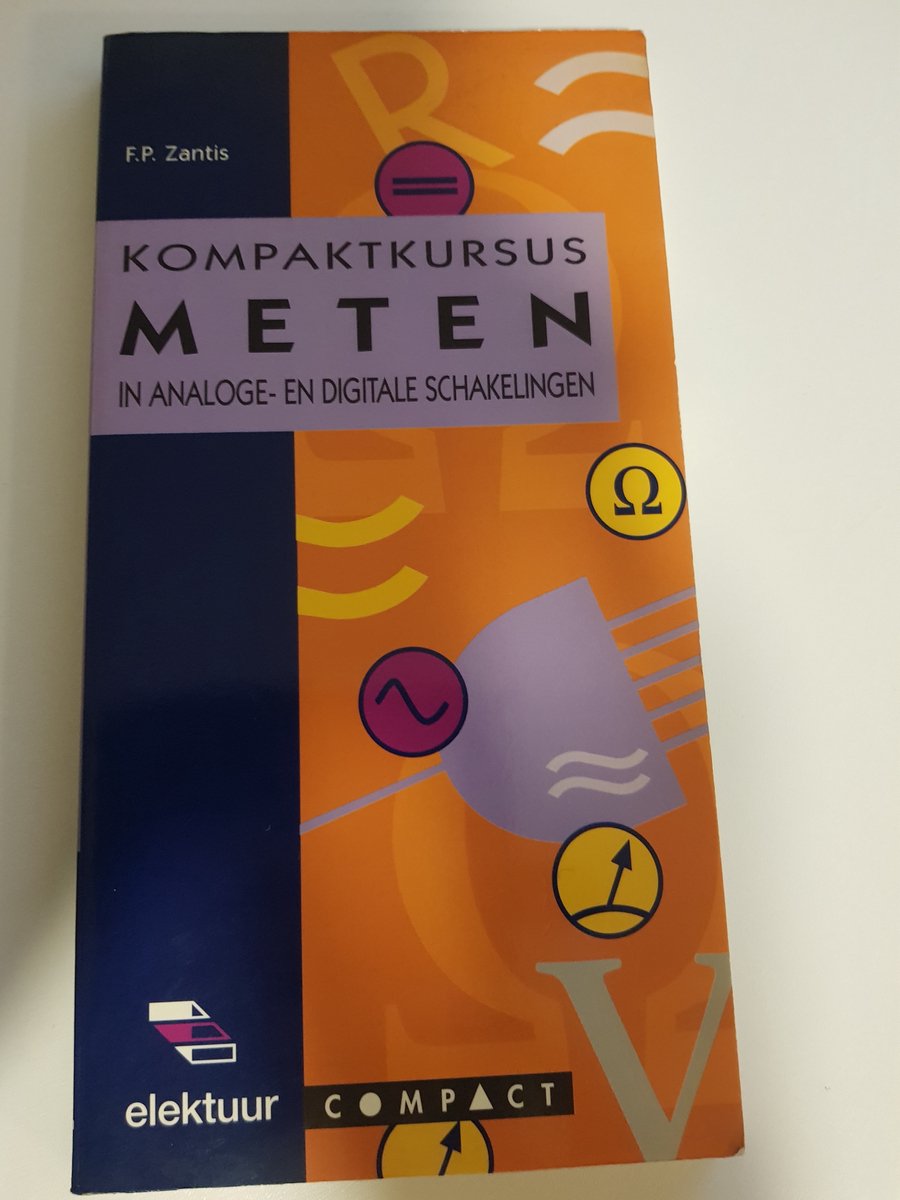 R
F.P. Zantis
KOMPAKTKURSUS
METEN
IN ANALOGE- EN DIGITALE SCHAKELINGEN
Ω
V
elektuur
COMPACT